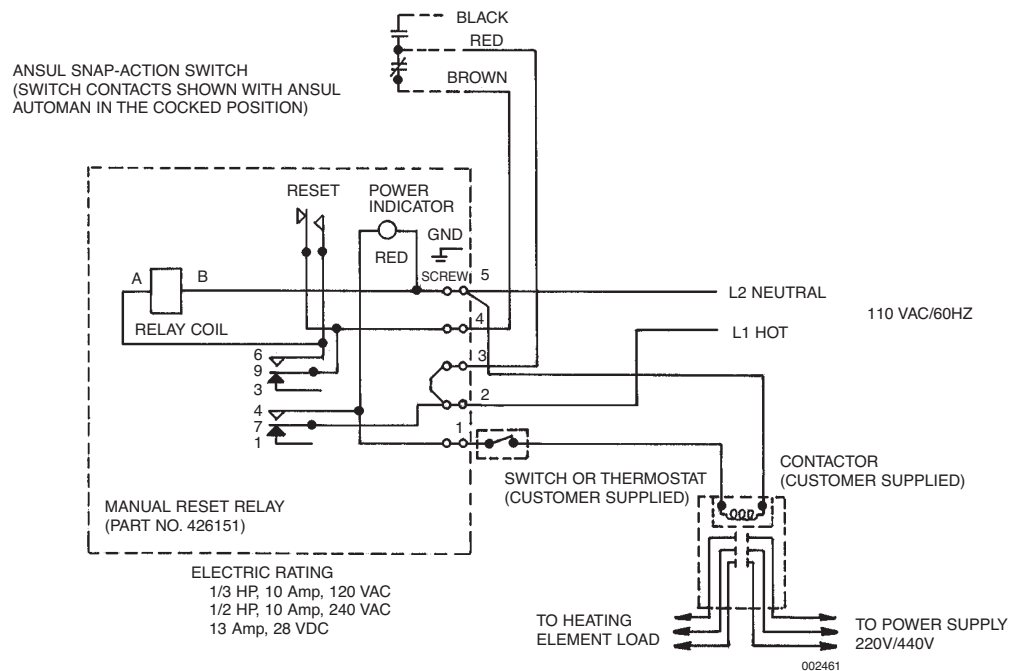 BLACK
RED
BROWN
ANSUL SNAP-ACTION SWITCH
(SWITCH CONTACTS SHOWN WITH ANSUL
AUTOMAN IN THE COCKED POSITION)
RESET
POWER
INDICATOR
RED
GND
SCREW
5
A
B
RELAY COIL
4
3
2
1
6
9
3
4
7
1
L2 NEUTRAL
L1 HOT
110 VAC/60HZ
SWITCH OR THERMOSTAT
(CUSTOMER SUPPLIED)
CONTACTOR
(CUSTOMER SUPPLIED)
MANUAL RESET RELAY
(PART NO. 426151)
ELECTRIC RATING
1/3 HP, 10 Amp, 120 VAC
1/2 HP, 10 Amp, 240 VAC
13 Amp, 28 VDC
TO HEATING
ELEMENT LOAD
TO POWER SUPPLY
220V/440V
002461